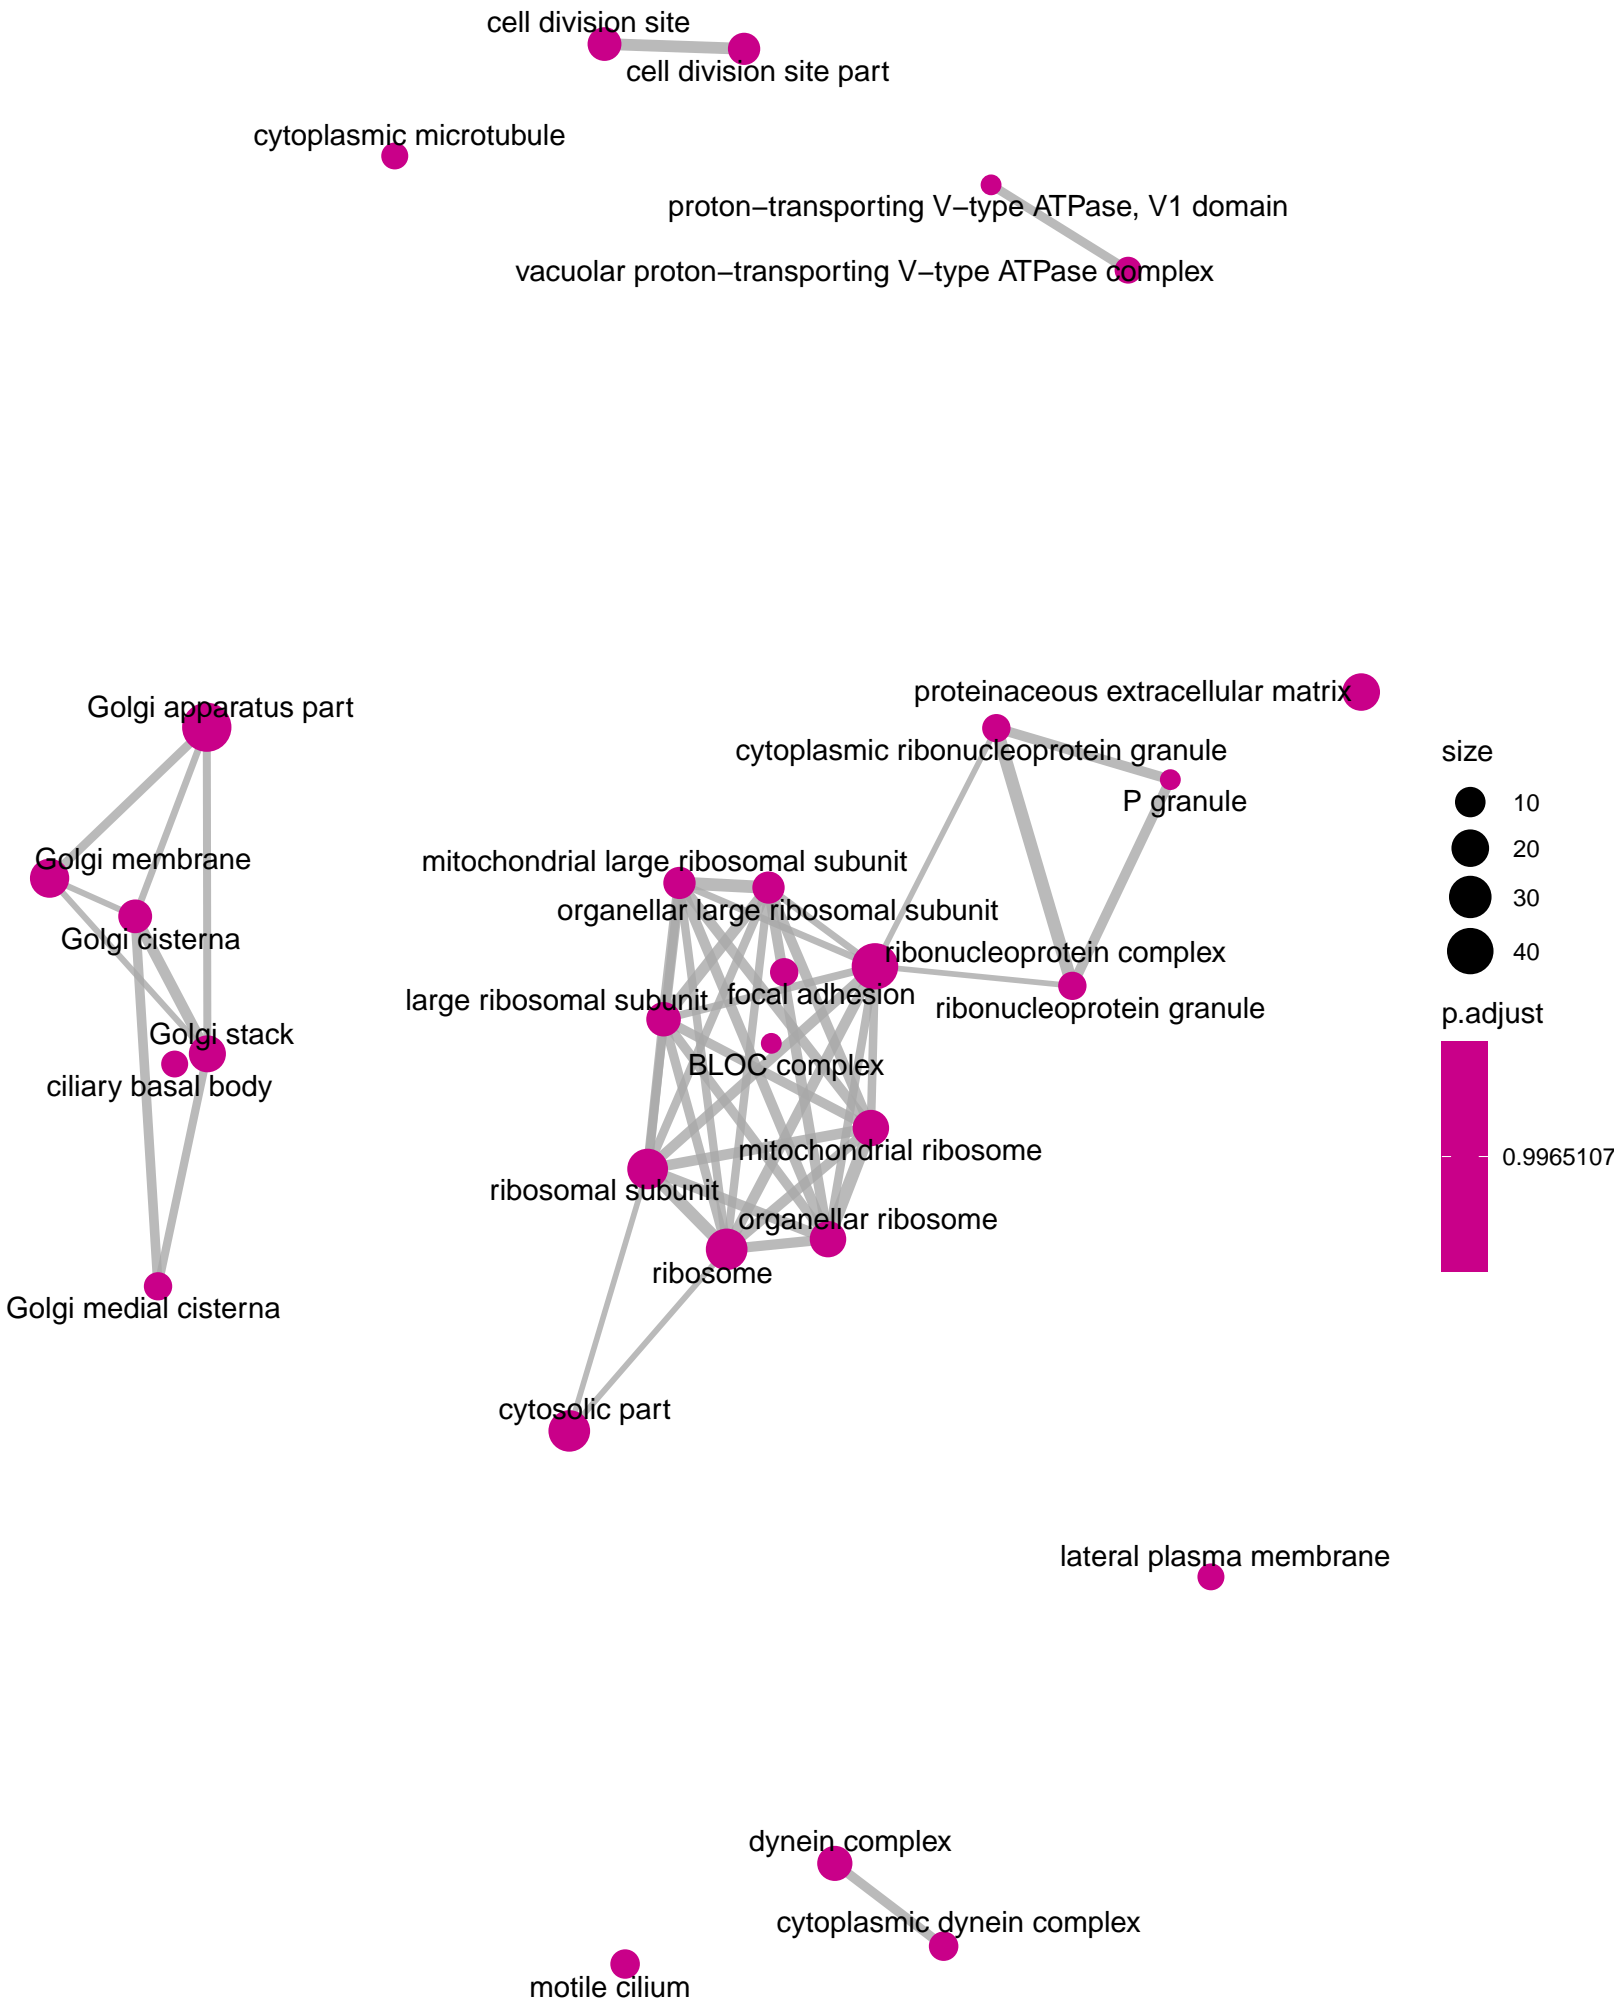 cell division site
cell division site part
cytoplasmic microtubule
proton−transporting V−type ATPase, V1 domain
vacuolar proton−transporting V−type ATPase complex
proteinaceous extracellular matrix
Golgi apparatus part
cytoplasmic ribonucleoprotein granule
size
P granule
10
Golgi membrane
mitochondrial large ribosomal subunit
20
organellar large ribosomal subunit
30
Golgi cisterna
ribonucleoprotein complex
40
large ribosomal subunit
focal adhesion
ribonucleoprotein granule
p.adjust
Golgi stack
BLOC complex
ciliary basal body
mitochondrial ribosome
0.9965107
ribosomal subunit
organellar ribosome
ribosome
Golgi medial cisterna
cytosolic part
lateral plasma membrane
dynein complex
cytoplasmic dynein complex
motile cilium